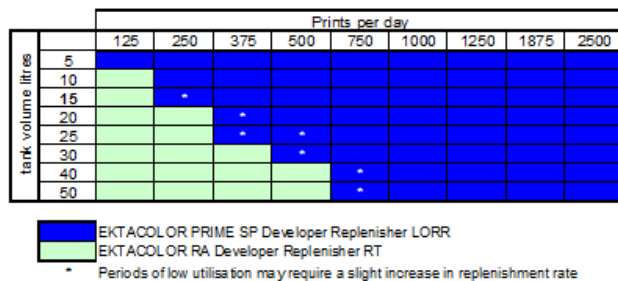 Prints per day
125 250 375 500 750 1000 1250 1875 2500
tank volume litres
5
10
15 *
20 *
25 * *
30 *
40 *
50 *
EKTACOLOR PRIME SP Developer Replenisher LORR
EKTACOLOR RA Developer Replenisher RT
* Periods of low utilisation may require a slight increase in replenishment rate